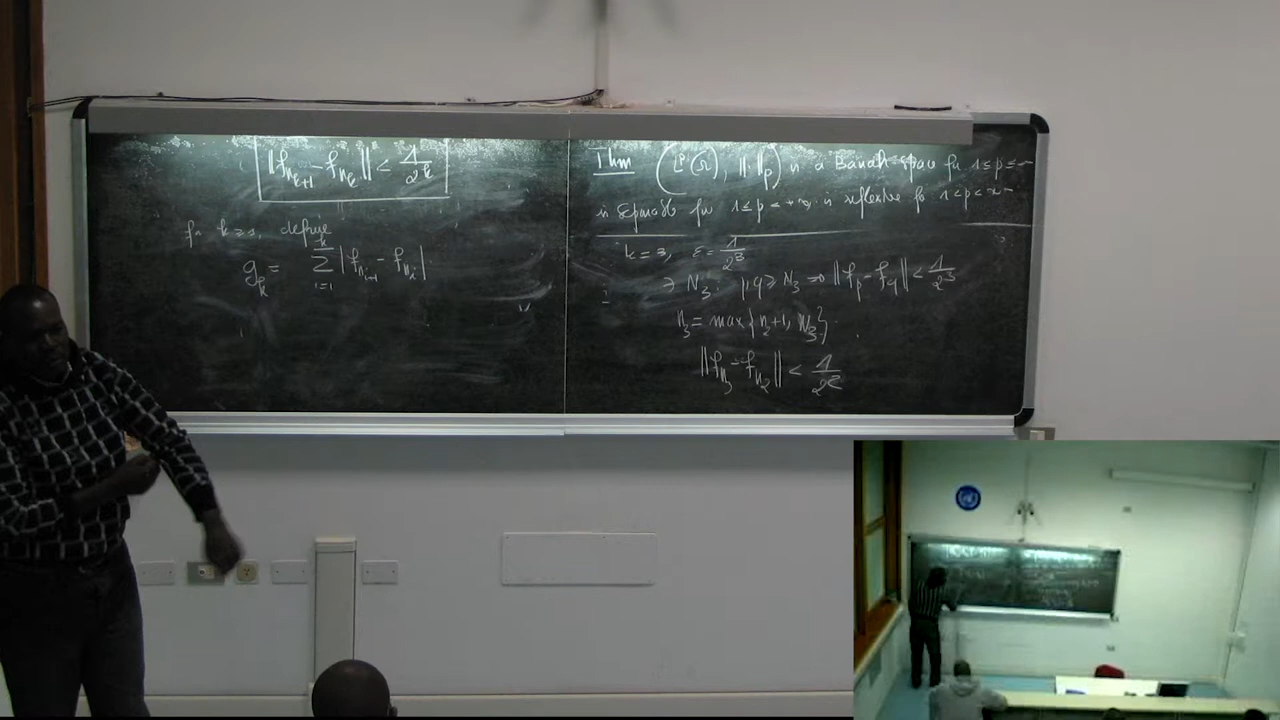 ‖f_{n_{k+1}} - f_{n_k}‖ < 1/2^k
for k ≥ 1, define
g_k = ∑_{i=1}^{k} |f_{n_{i+1}} - f_{n_i}|
Thm (L^p(Ω), ‖ ‖_p) is a Banach space for 1 ≤ p ≤ +∞
is separable for 1 ≤ p < +∞, is reflexive for 1 < p < +∞
k = 3, ε = 1/2^3
∃ N_3 : p,q ≥ N_3 ⇒ ‖f_p - f_q‖ < 1/2^3
n_3 = max{n_2+1, N_3}.
‖f_{n_3} - f_{n_2}‖ < 1/2^2